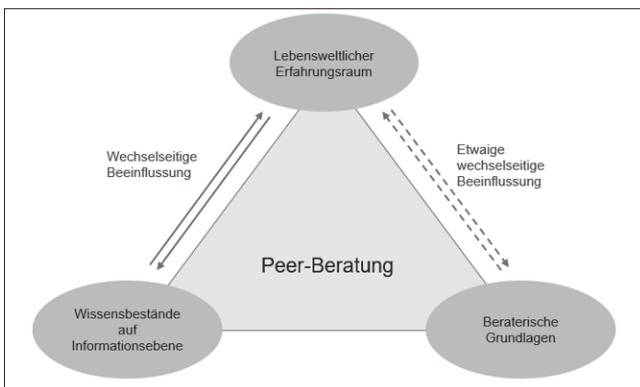 Lebensweltlicher
Erfahrungsraum
Wechselseitige
Beeinflussung
Etwaige
wechselseitige
Beeinflussung
Peer-Beratung
Wissensbestände
auf
Informationsebene
Beraterische
Grundlagen